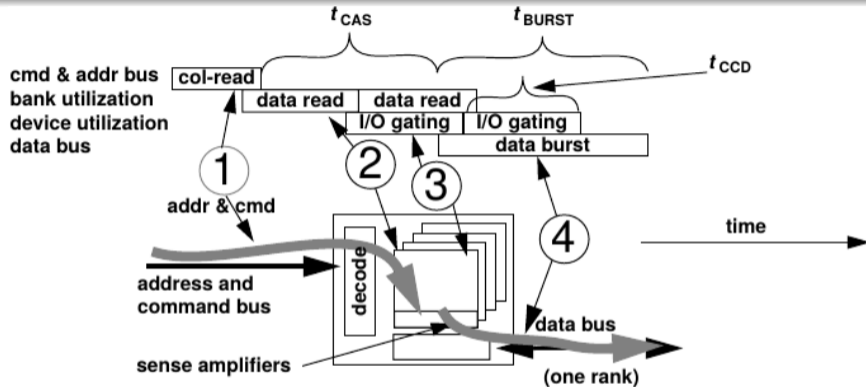 tCAS
tBURST
tCCD
cmd & addr bus
col-read
bank utilization
data read
data read
device utilization
I/O gating
I/O gating
data bus
data burst
1
2
3
4
addr & cmd
time
address and
command bus
decode
data bus
sense amplifiers
(one rank)